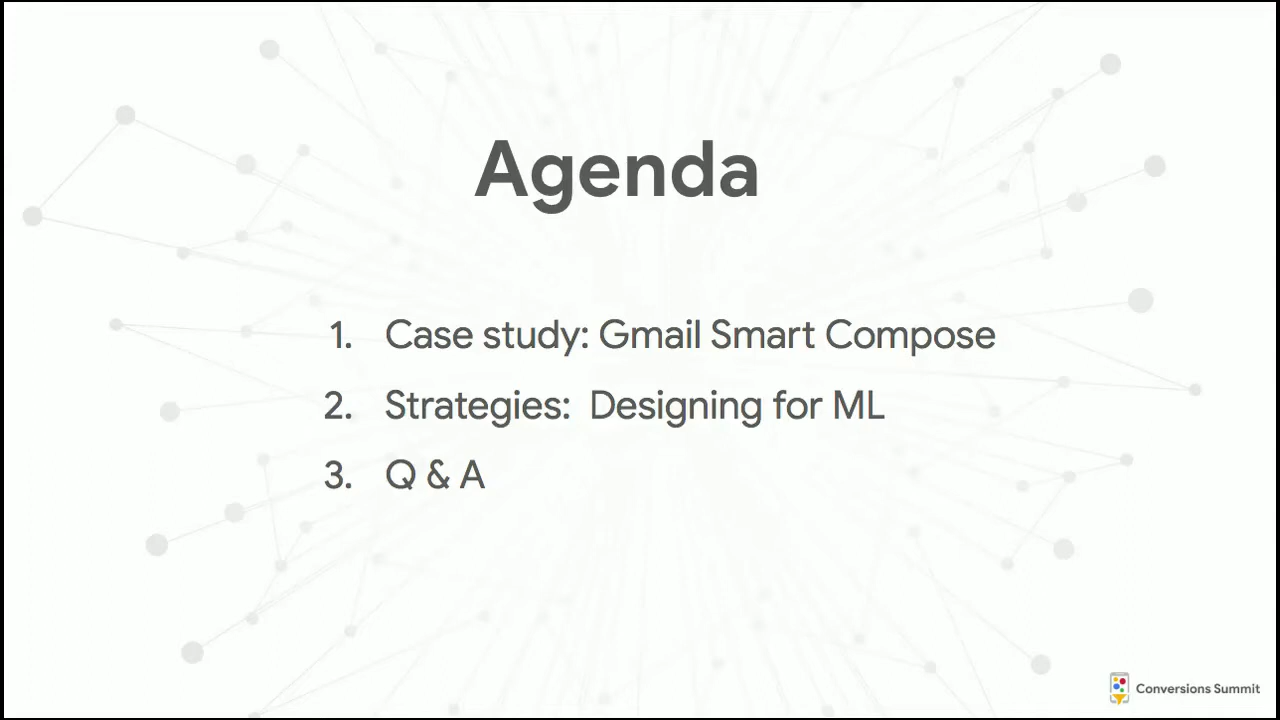 Agenda
1. Case study: Gmail Smart Compose
2. Strategies: Designing for ML
3. Q & A
Conversions Summit